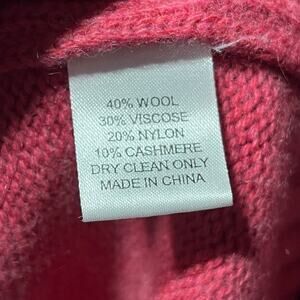 40% WOOL
30% VISCOSE
20% NYLON
10% CASHMERE
DRY CLEAN ONLY
MADE IN CHINA